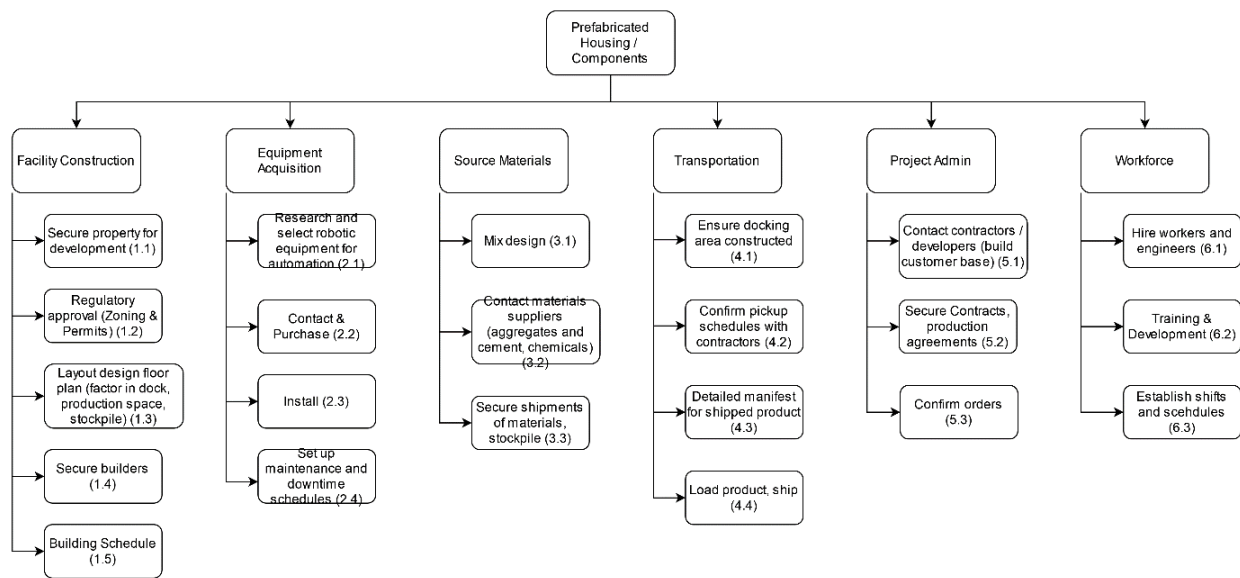 Prefabricated
Housing /
Components
Facility Construction
Equipment
Acquisition
Source Materials
Transportation
Project Admin
Workforce
Secure property for
development (1.1)
Regulatory
approval (Zoning &
Permits) (1.2)
Layout design floor
plan (factor in dock,
production space,
stockpile) (1.3)
Secure builders
(1.4)
Building Schedule
(1.5)
Research and
select robotic
equipment for
automation (2.1)
Contact &
Purchase (2.2)
Install (2.3)
Set up
maintenance and
downtime
schedules (2.4)
Mix design (3.1)
Contact materials
suppliers
(aggregates and
cement, chemicals)
(3.2)
Secure shipments
of materials,
stockpile (3.3)
Ensure docking
area constructed
(4.1)
Confirm pickup
schedules with
contractors (4.2)
Detailed manifest
for shipped product
(4.3)
Load product, ship
(4.4)
Contact contractors /
developers (build
customer base) (5.1)
Secure Contracts,
production
agreements (5.2)
Confirm orders
(5.3)
Hire workers and
engineers (6.1)
Training &
Development (6.2)
Establish shifts
and scehdules
(6.3)